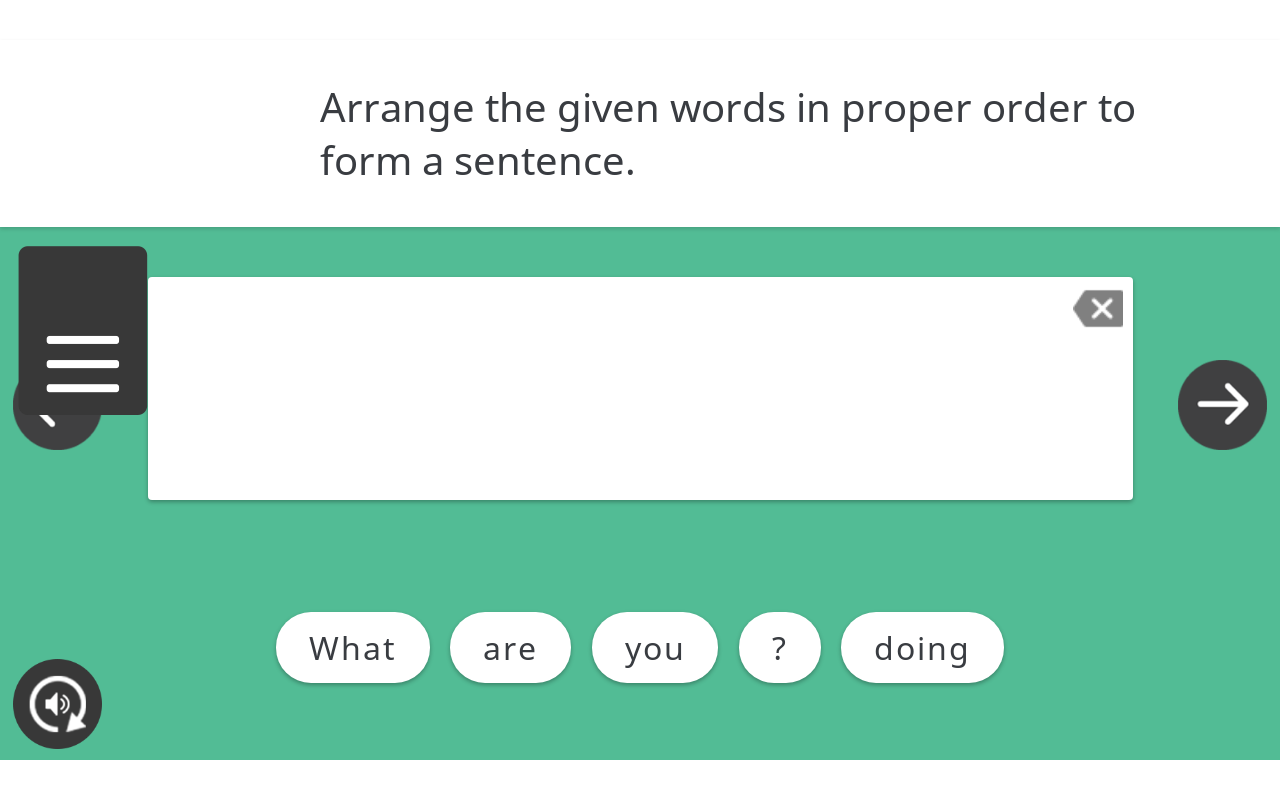 Arrange the given words in proper order to
form a sentence.
What are you ? doing